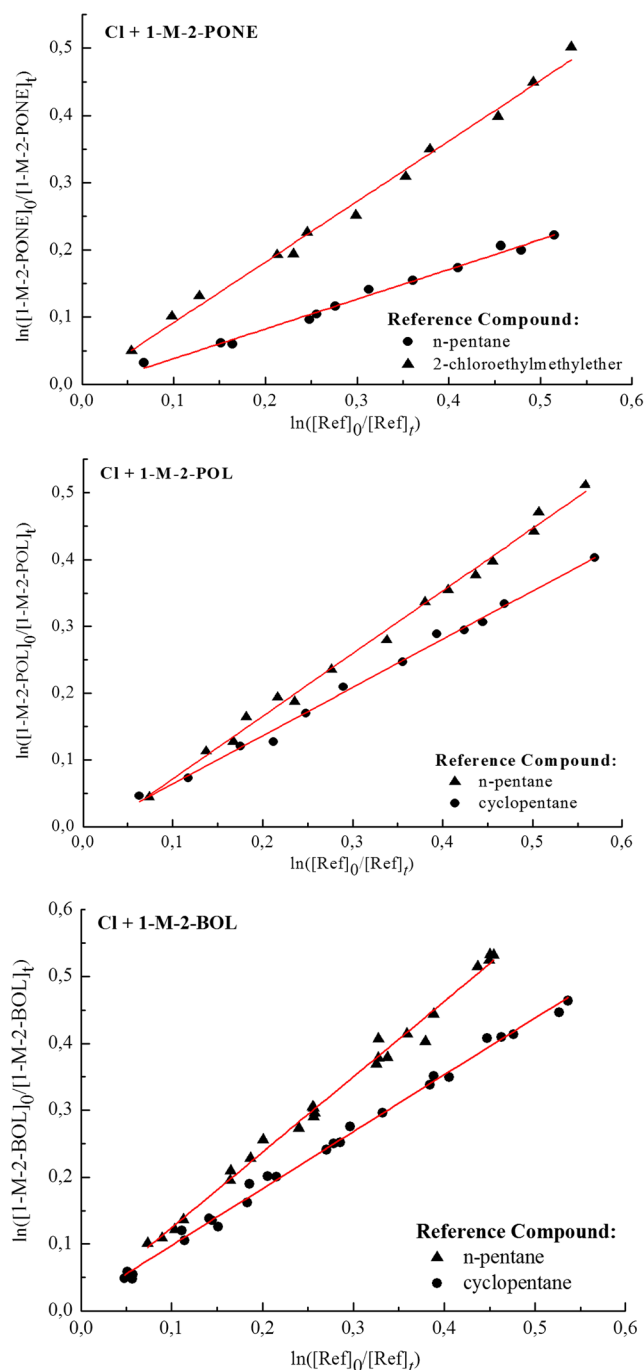 Cl + 1-M-2-PONE
ln([1-M-2-PONE]0/[1-M-2-PONE]t)
0,5
0,4
0,3
0,2
0,1
0,0
Reference Compound:
n-pentane
2-chloroethylmethylether
0,0 0,1 0,2 0,3 0,4 0,5 0,6
ln([Ref]0/[Ref]t)
Cl + 1-M-2-POL
ln([1-M-2-POL]0/[1-M-2-POL]t)
0,5
0,4
0,3
0,2
0,1
0,0
Reference Compound:
n-pentane
cyclopentane
0,0 0,1 0,2 0,3 0,4 0,5 0,6
ln([Ref]0/[Ref]t)
0,6
Cl + 1-M-2-BOL
ln([1-M-2-BOL]0/[1-M-2-BOL]t)
0,5
0,4
0,3
0,2
0,1
0,0
Reference Compound:
n-pentane
cyclopentane
0,0 0,1 0,2 0,3 0,4 0,5 0,6
ln([Ref]0/[Ref]t)